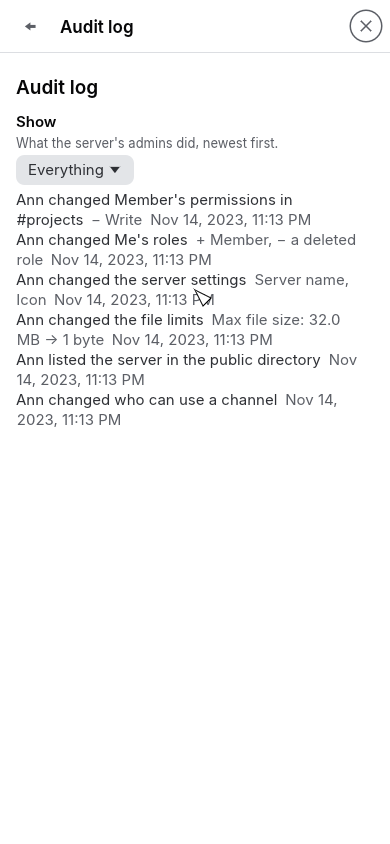 Audit log
Audit log
Show
What the server's admins did, newest first.
Everything
Ann changed Member's permissions in
#projects − Write Nov 14, 2023, 11:13 PM
Ann changed Me's roles + Member, − a deleted
role Nov 14, 2023, 11:13 PM
Ann changed the server settings Server name,
Icon Nov 14, 2023, 11:13 PM
Ann changed the file limits Max file size: 32.0
MB → 1 byte Nov 14, 2023, 11:13 PM
Ann listed the server in the public directory Nov
14, 2023, 11:13 PM
Ann changed who can use a channel Nov 14,
2023, 11:13 PM